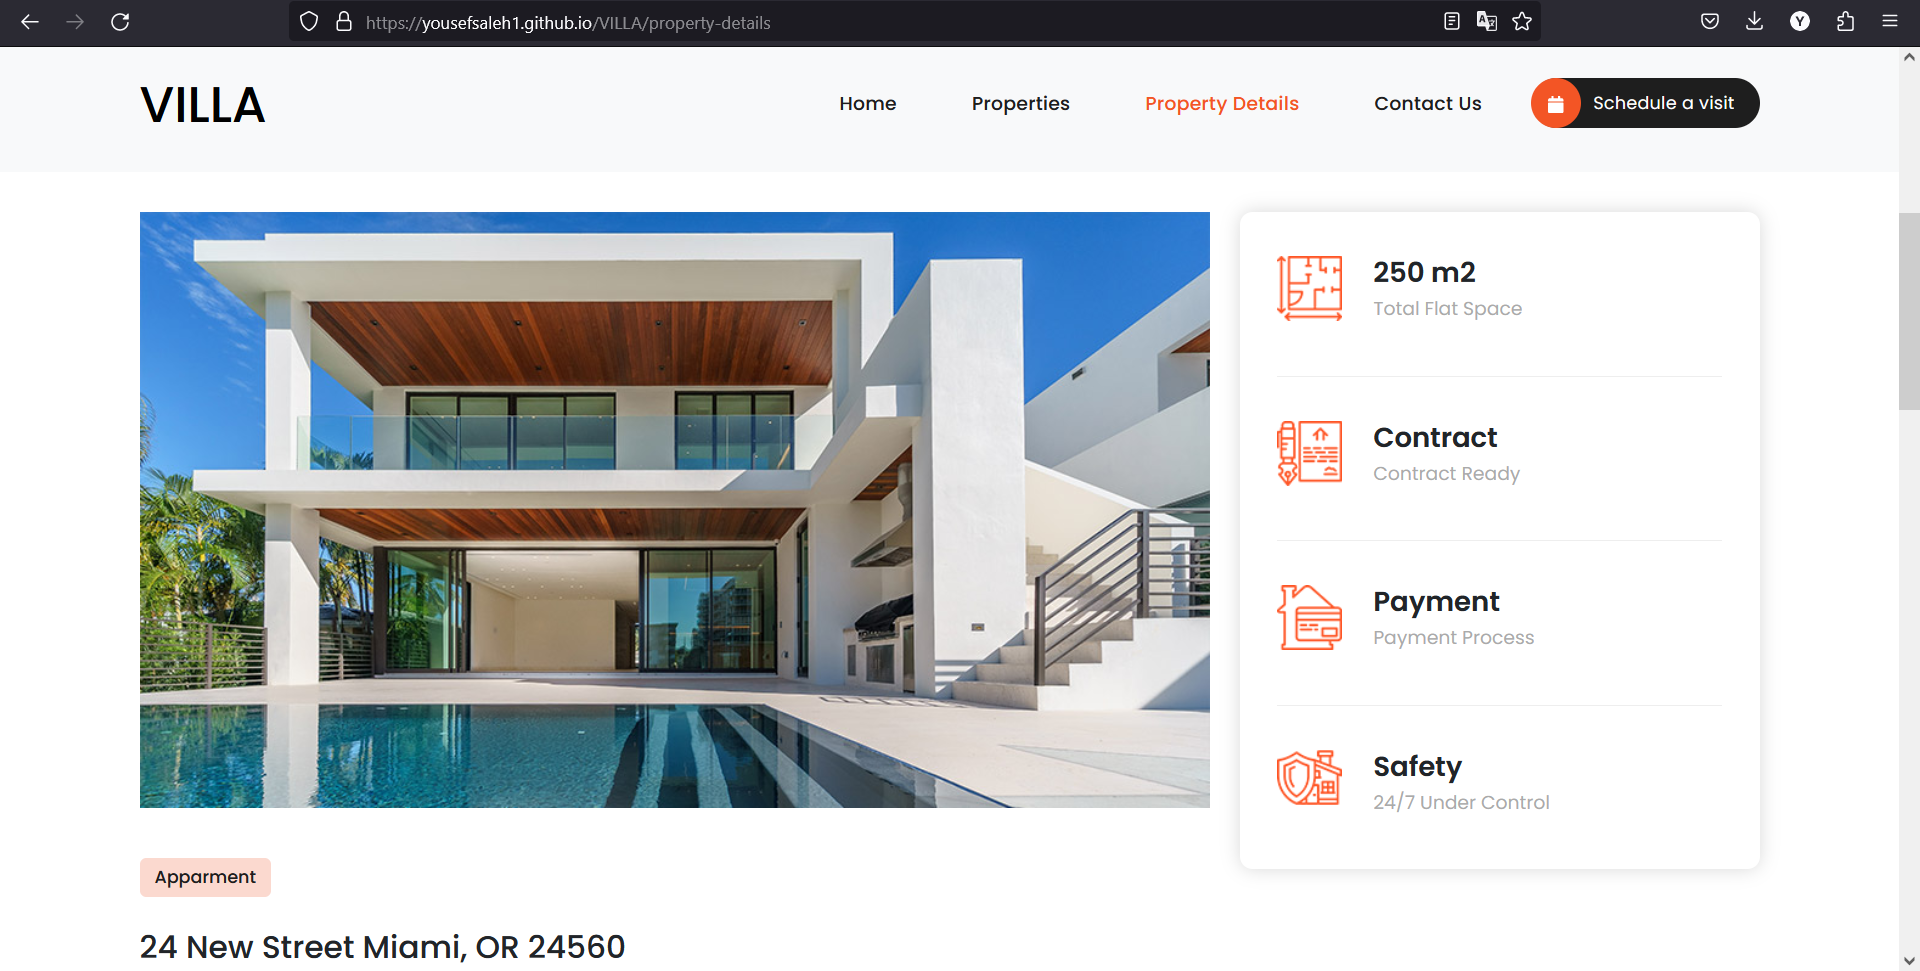 https://yousefsaleh1.github.io/VILLA/property-details
Y
VILLA
Home
Properties
Property Details
Contact Us
Schedule a visit
250 m2
Total Flat Space
Contract
Contract Ready
Payment
Payment Process
Safety
24/7 Under Control
Apparment
24 New Street Miami, OR 24560